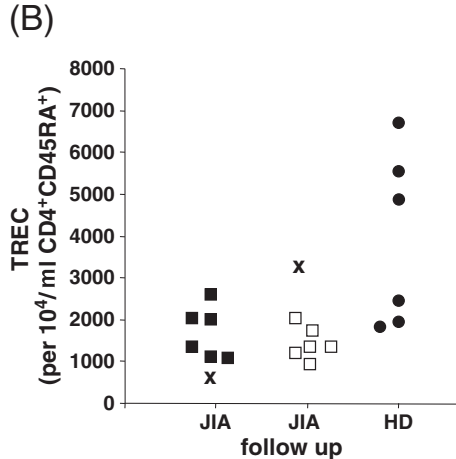 (B)
TREC
(per 10⁴/ ml CD4⁺CD45RA⁺)
8000
7000
6000
5000
4000
3000
2000
1000
0
x
x
JIA JIA HD
follow up